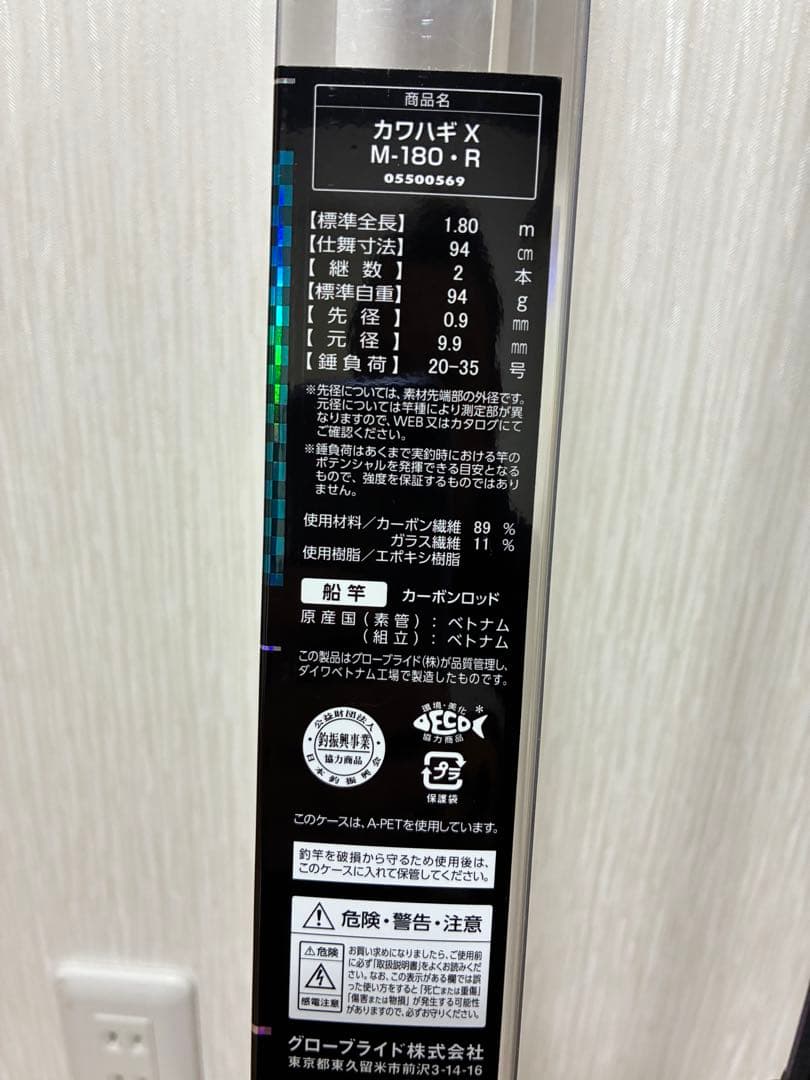 商品名
カワハギ X
M-180・R
05500569
【標準全長】 1.80 m
【仕舞寸法】 94 cm
【継数】 2 本
【標準自重】 94 g
【先径】 0.9 mm
【元径】 9.9 mm
【錘負荷】 20-35 号
※先径については、素材先端部の外径です。
元径については竿種により測定部が異
なりますので、WEB又はカタログにて
ご確認ください。
※錘負荷はあくまで実釣時における竿の
ポテンシャルを発揮できる目安となる
もので、強度を保証するものではあり
ません。
使用材料/カーボン繊維 89 %
ガラス繊維 11 %
使用樹脂/エポキシ樹脂
船竿 カーボンロッド
原産国(素管):ベトナム
(組立):ベトナム
この製品はグローブライド(株)が品質管理し、
ダイワベトナム工場で製造したものです。
公益財団法人
釣振興事業
協力商品
日本釣振興会
環境・美化
ECO
協力商品
プラ
保護袋
このケースは、A-PETを使用しています。
釣竿を破損から守るため使用後は、
このケースに入れて保管してください。
危険・警告・注意
危険
感電注意
お買い求めになりましたら、ご使用前
に必ず「取扱説明書」をよくお読みくだ
さい。なお、この表示がある欄では誤
った使い方をすると「死亡または重傷」
「傷害または物損」が発生する可能性
がありますので、必ずお守りください。
グローブライド株式会社
東京都東久留米市前沢3-14-16